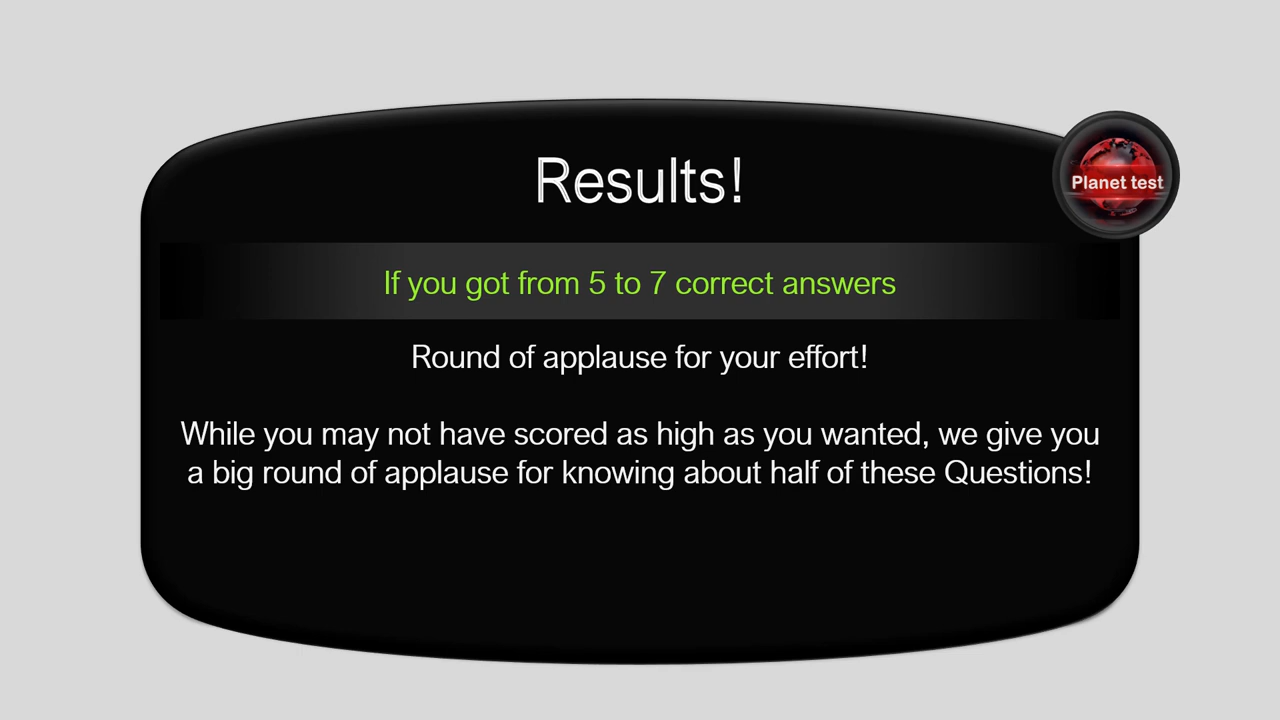 Results!
Planet test
If you got from 5 to 7 correct answers
Round of applause for your effort!
While you may not have scored as high as you wanted, we give you
a big round of applause for knowing about half of these Questions!